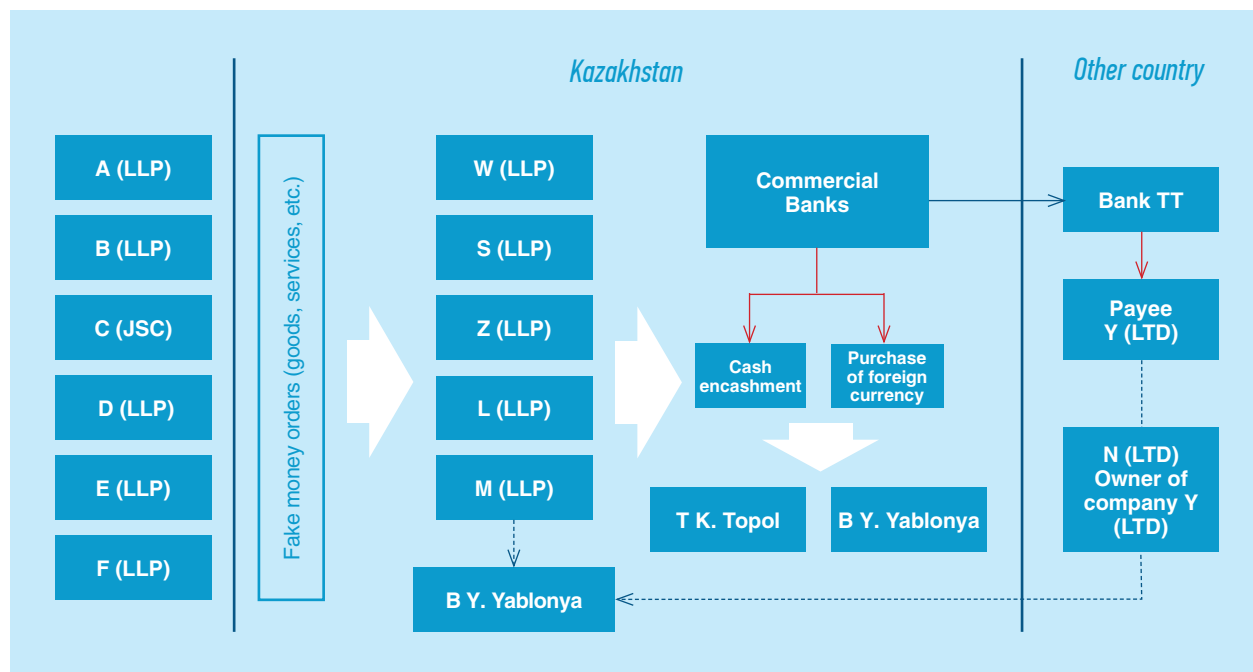 Kazakhstan
Other country
A (LLP)
B (LLP)
C (JSC)
D (LLP)
E (LLP)
F (LLP)
Fake money orders (goods, services, etc.)
W (LLP)
S (LLP)
Z (LLP)
L (LLP)
M (LLP)
B Y. Yablonya
Commercial
Banks
Cash
encashment
Purchase
of foreign
currency
T K. Topol
B Y. Yablonya
Bank TT
Payee
Y (LTD)
N (LTD)
Owner of
company Y
(LTD)